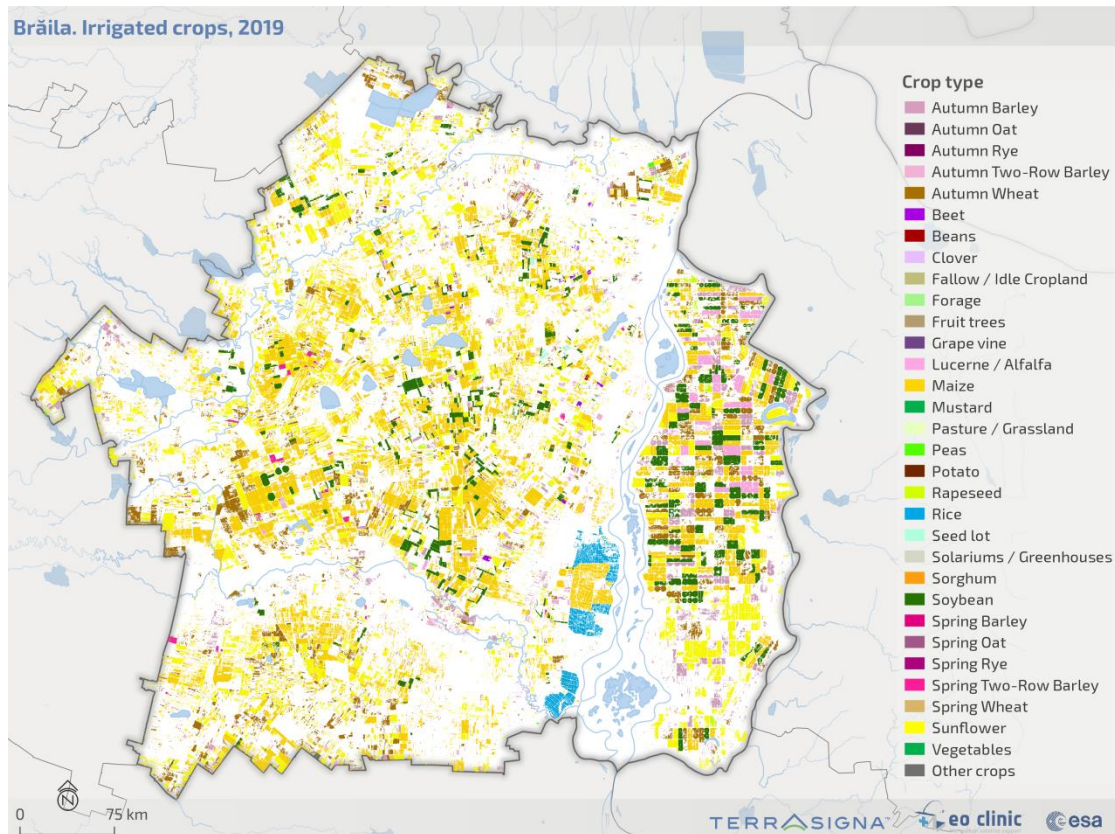 Brăila. Irrigated crops, 2019
Crop type
Autumn Barley
Autumn Oat
Autumn Rye
Autumn Two-Row Barley
Autumn Wheat
Beet
Beans
Clover
Fallow / Idle Cropland
Forage
Fruit trees
Grape vine
Lucerne / Alfalfa
Maize
Mustard
Pasture / Grassland
Peas
Potato
Rapeseed
Rice
Seed lot
Solariums / Greenhouses
Sorghum
Soybean
Spring Barley
Spring Oat
Spring Rye
Spring Two-Row Barley
Spring Wheat
Sunflower
Vegetables
Other crops
N
0 75 km
TERRASIGNA eo clinic esa